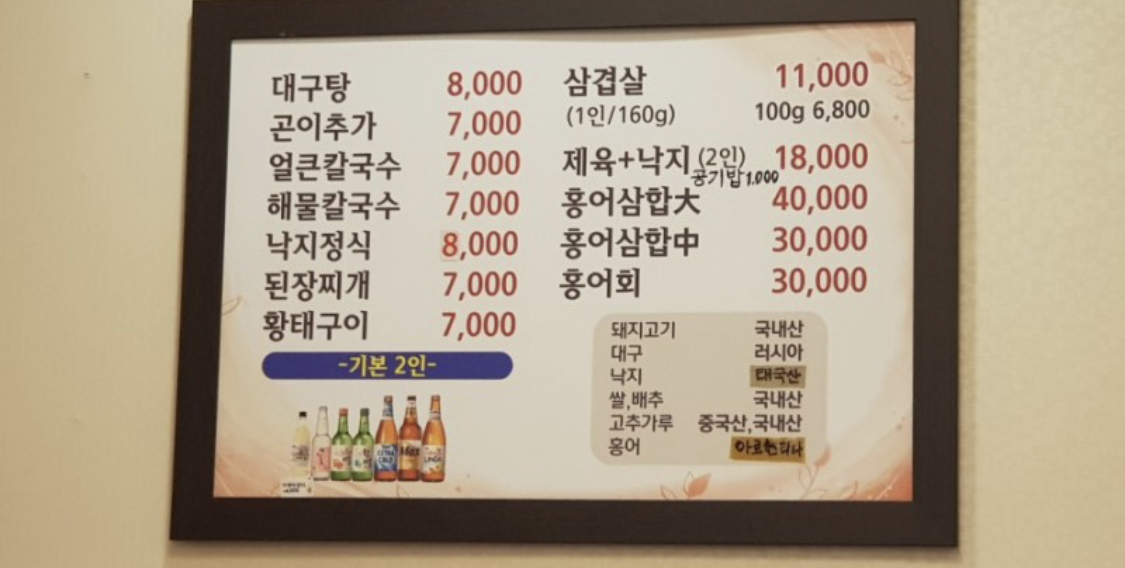 대구탕 8,000
곤이추가 7,000
얼큰칼국수 7,000
해물칼국수 7,000
낙지정식 8,000
된장찌개 7,000
황태구이 7,000
-기본 2인-
삼겹살 11,000
(1인/160g) 100g 6,800
제육+낙지 (2인) 18,000
공기밥 1.000
홍어삼합大 40,000
홍어삼합中 30,000
홍어회 30,000
돼지고기 국내산
대구 러시아
낙지 태국산
쌀,배추 국내산
고추가루 중국산,국내산
홍어 아르헨티나
Max